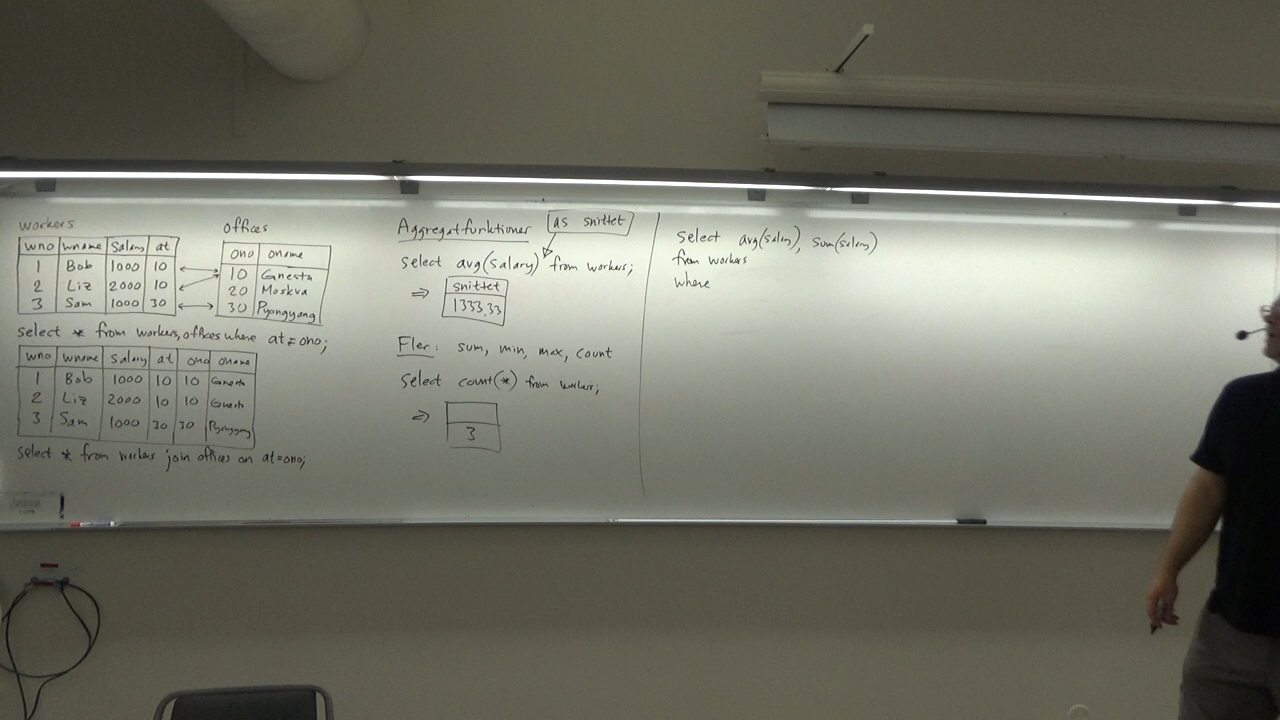 workers
wno wname Salary at
1 Bob 1000 10
2 Liz 2000 10
3 Sam 1000 30
offices
ono oname
10 Gnesta
20 Moskva
30 Pyongyang
select * from workers, offices where at = ono;
wno wname salary at ono oname
1 Bob 1000 10 10 Gnesta
2 Liz 2000 10 10 Gnesta
3 Sam 1000 30 30 Pyongyang
select * from workers join offices on at=ono;
Aggregatfunktioner
as snittet
select avg(salary) from workers;
⇒ snittet
1333.33
Fler: sum, min, max, count
select count(*) from workers;
⇒ 3
Select avg(salary), sum(salary)
from workers
where